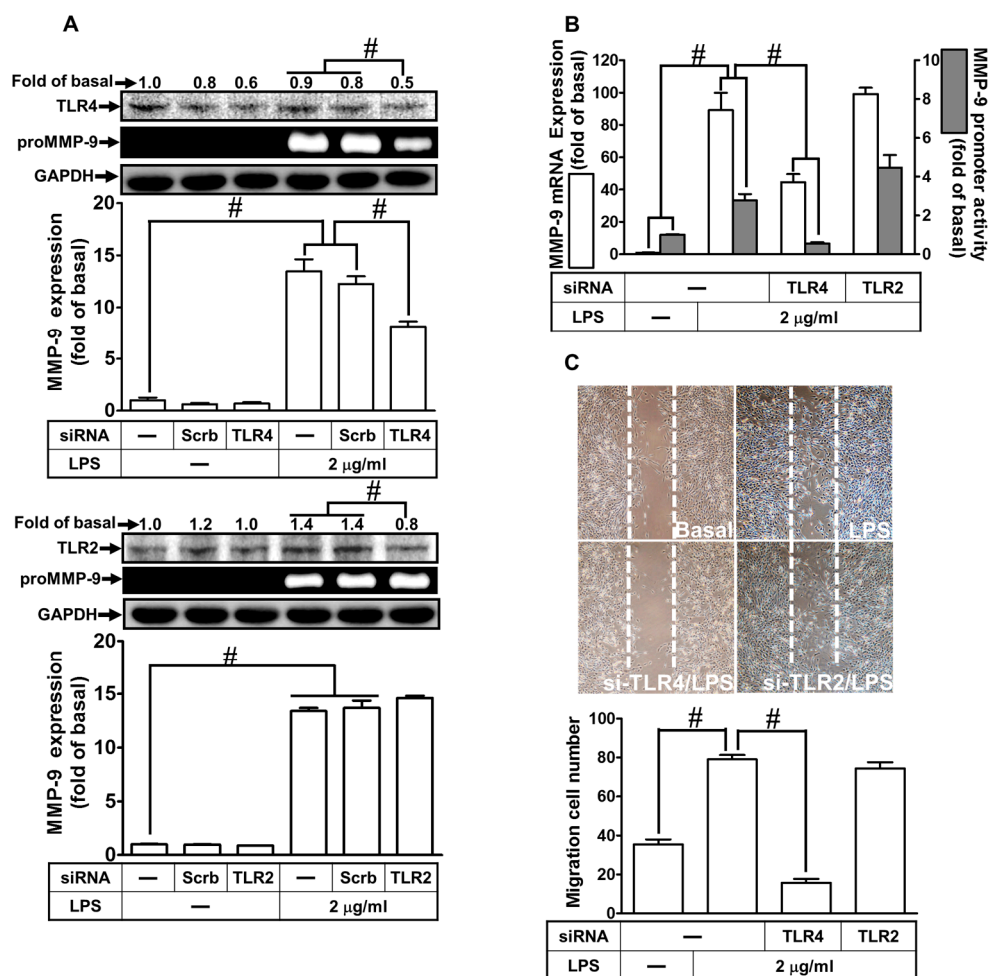 A
#
Fold of basal 1.0 0.8 0.6 0.9 0.8 0.5
TLR4
proMMP-9
GAPDH
MMP-9 expression
(fold of basal)
20
15
10
5
0
# #
siRNA — Scrb TLR4 — Scrb TLR4
LPS — 2 μg/ml
#
Fold of basal 1.0 1.2 1.0 1.4 1.4 0.8
TLR2
proMMP-9
GAPDH
MMP-9 expression
(fold of basal)
20
15
10
5
0
#
siRNA — Scrb TLR2 — Scrb TLR2
LPS — 2 μg/ml
B
MMP-9 mRNA Expression
(fold of basal)
120
100
80
60
40
20
0
# #
10
8
6
4
2
0
MMP-9 promoter activity
(fold of basal)
siRNA — TLR4 TLR2
LPS — 2 μg/ml
C
Basal LPS
si-TLR4/LPS si-TLR2/LPS
Migration cell number
100
80
60
40
20
0
# #
siRNA — TLR4 TLR2
LPS — 2 μg/ml